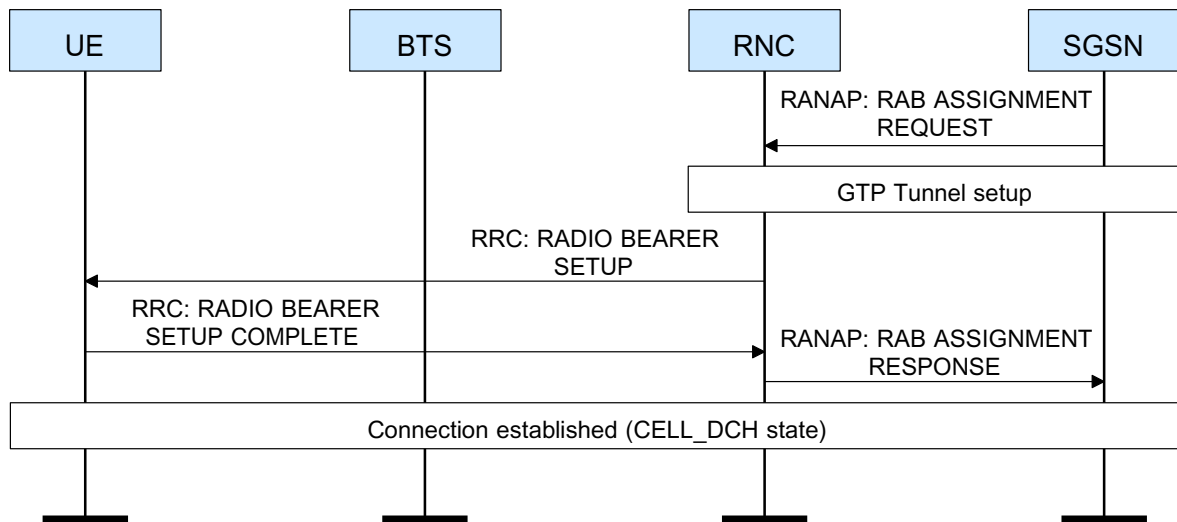 UE
BTS
RNC
SGSN
RANAP: RAB ASSIGNMENT
REQUEST
GTP Tunnel setup
RRC: RADIO BEARER
SETUP
RRC: RADIO BEARER
SETUP COMPLETE
RANAP: RAB ASSIGNMENT
RESPONSE
Connection established (CELL_DCH state)